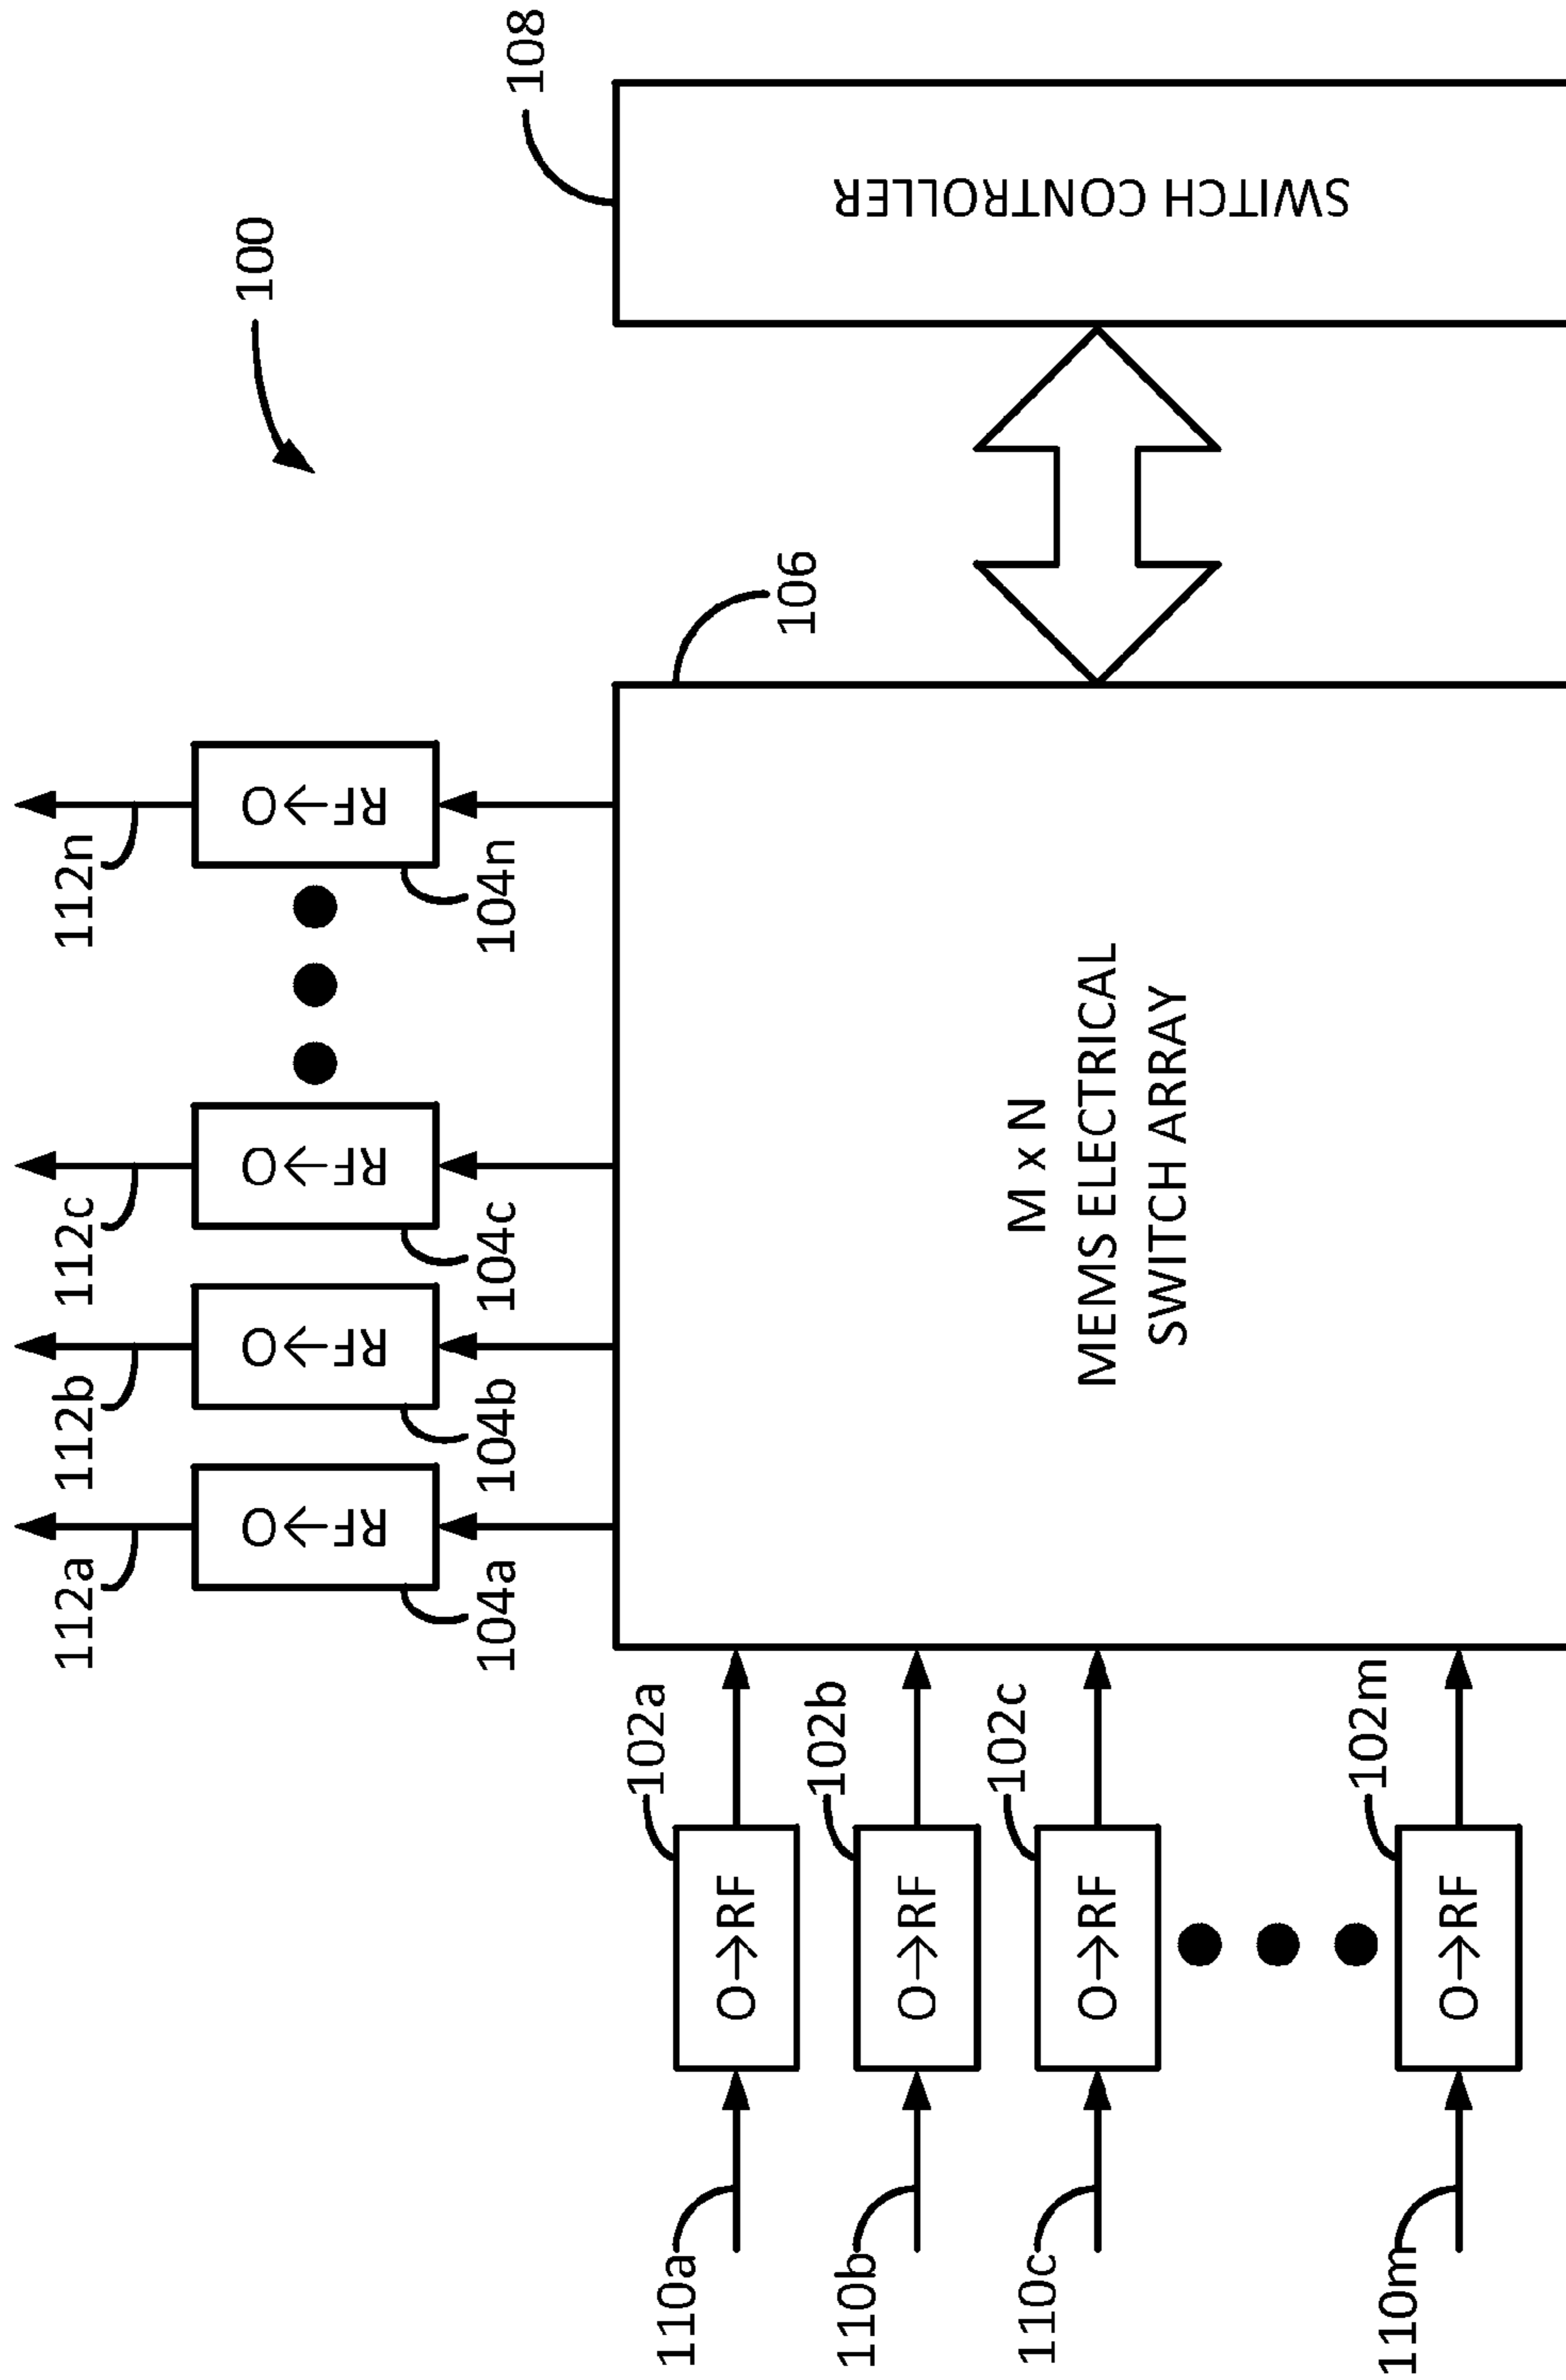 100
112a
112b
112c
112n
RF→O
RF→O
RF→O
RF→O
104a
104b
104c
104n
106
108
110a
O→RF
102a
110b
O→RF
102b
110c
O→RF
102c
110m
O→RF
102m
M x N
MEMS ELECTRICAL
SWITCH ARRAY
SWITCH CONTROLLER